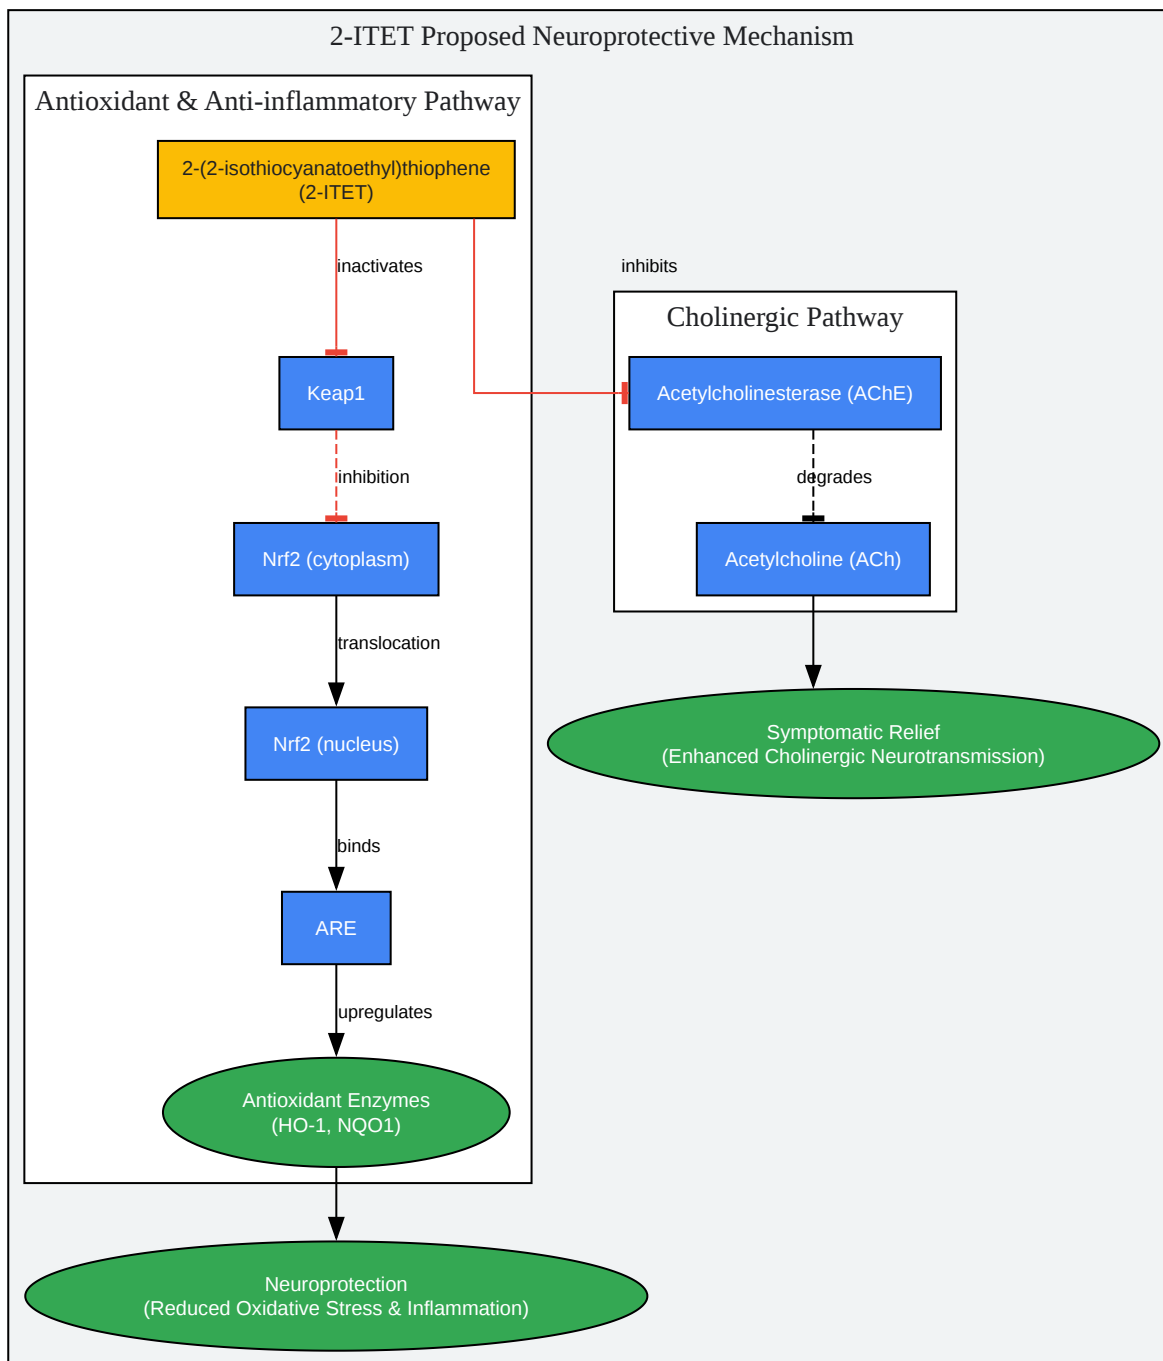 2-ITET Proposed Neuroprotective Mechanism
Antioxidant & Anti-inflammatory Pathway
2-(2-isothiocyanatoethyl)thiophene
(2-ITET)
inactivates
Keap1
inhibition
Nrf2 (cytoplasm)
translocation
Nrf2 (nucleus)
binds
ARE
upregulates
Antioxidant Enzymes
(HO-1, NQO1)
Neuroprotection
(Reduced Oxidative Stress & Inflammation)
inhibits
Cholinergic Pathway
Acetylcholinesterase (AChE)
degrades
Acetylcholine (ACh)
Symptomatic Relief
(Enhanced Cholinergic Neurotransmission)